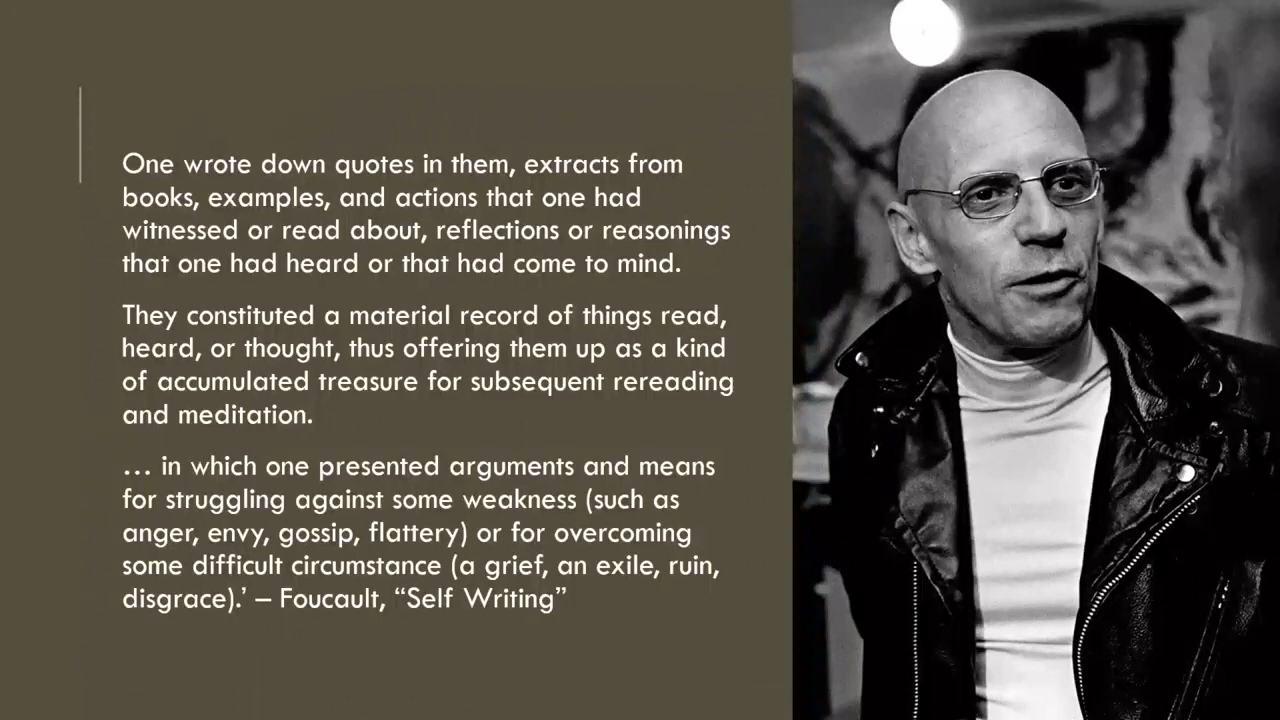 One wrote down quotes in them, extracts from
books, examples, and actions that one had
witnessed or read about, reflections or reasonings
that one had heard or that had come to mind.
They constituted a material record of things read,
heard, or thought, thus offering them up as a kind
of accumulated treasure for subsequent rereading
and meditation.
… in which one presented arguments and means
for struggling against some weakness (such as
anger, envy, gossip, flattery) or for overcoming
some difficult circumstance (a grief, an exile, ruin,
disgrace).’ – Foucault, “Self Writing”